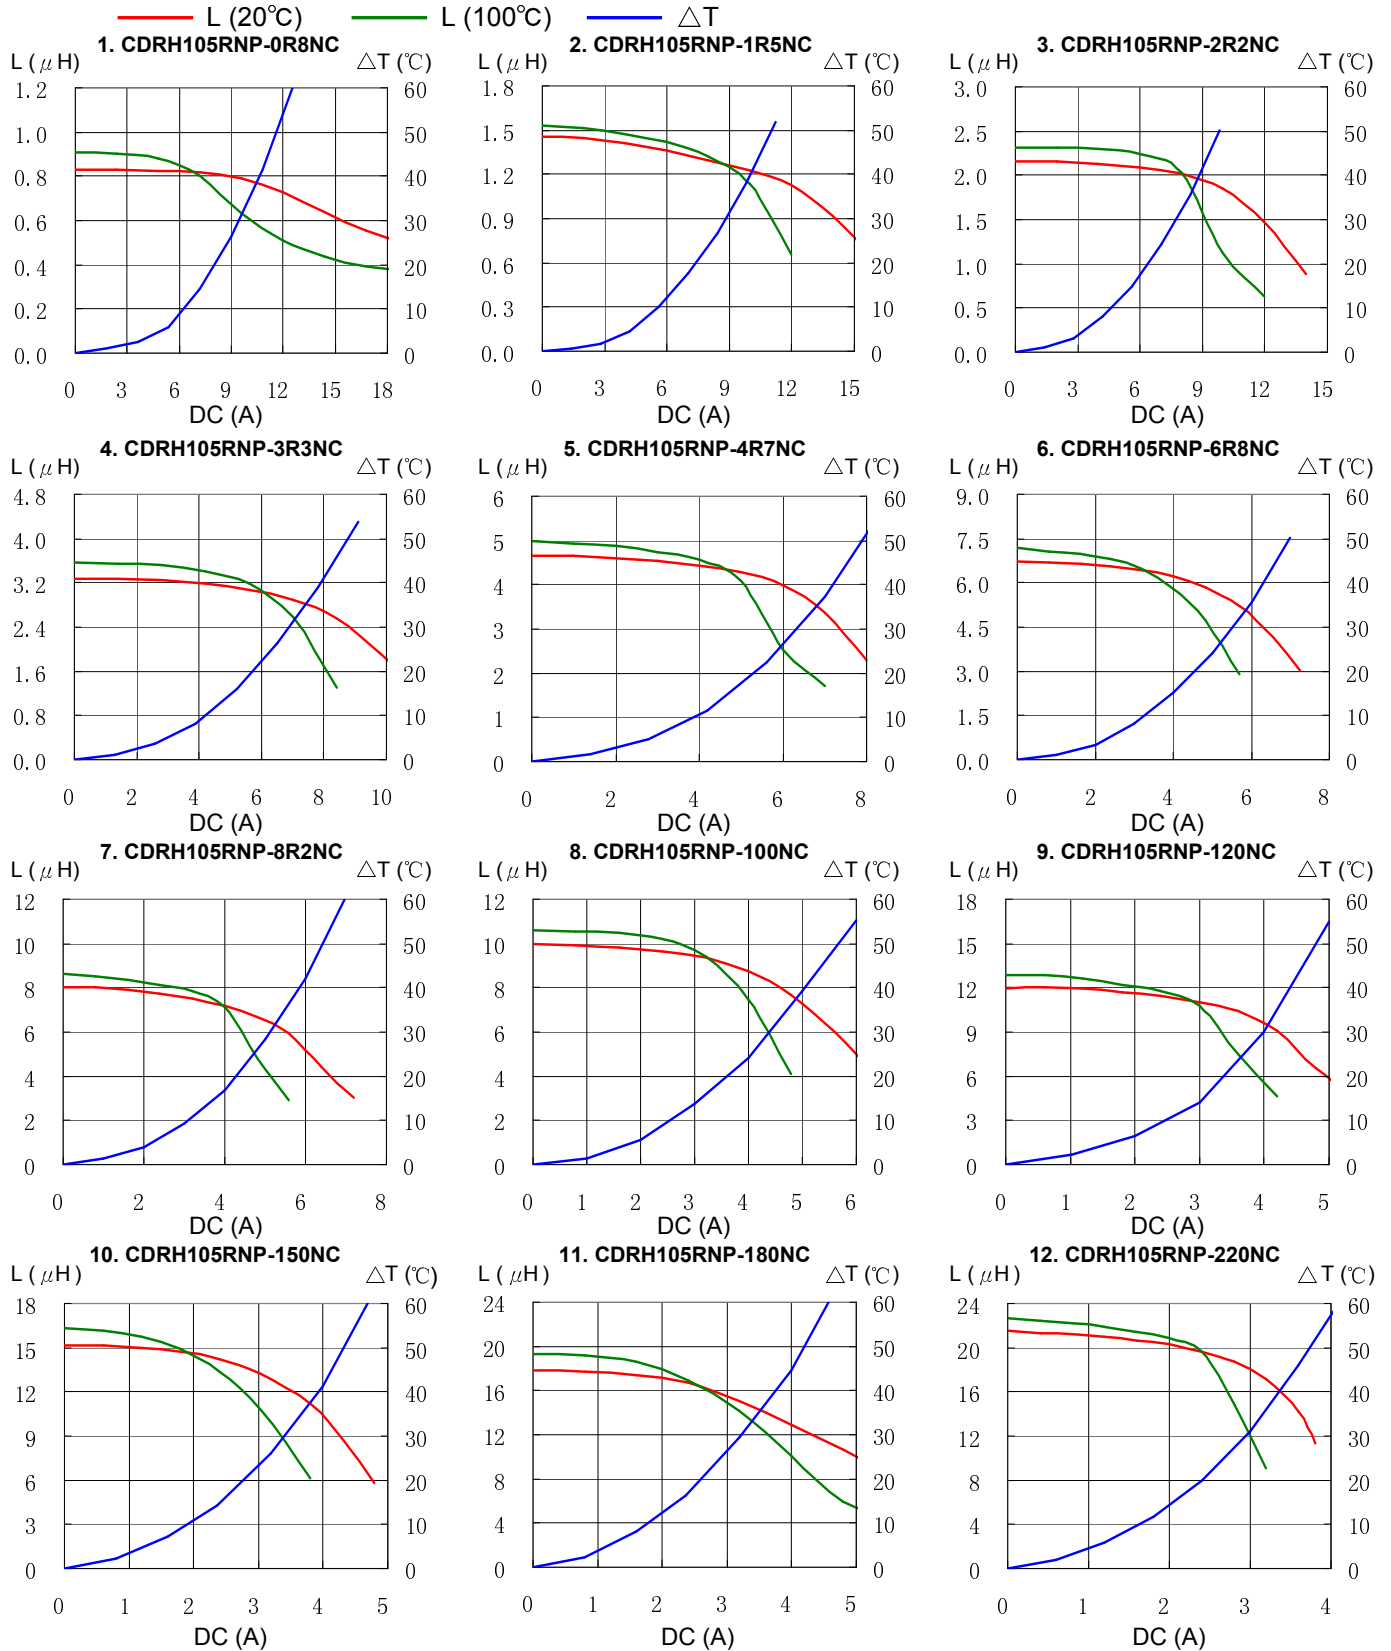 L (20℃) L (100℃) △T
1. CDRH105RNP-0R8NC
L ( μ H) △T (℃)
1.2 1.0 0.8 0.6 0.4 0.2 0.0
60 50 40 30 20 10 0
0 3 6 9 12 15 18
DC (A)
2. CDRH105RNP-1R5NC
L ( μ H) △T (℃)
1.8 1.5 1.2 0.9 0.6 0.3 0.0
60 50 40 30 20 10 0
0 3 6 9 12 15
DC (A)
3. CDRH105RNP-2R2NC
L ( μ H) △T (℃)
3.0 2.5 2.0 1.5 1.0 0.5 0.0
60 50 40 30 20 10 0
3 6 9 12 15
DC (A)
4. CDRH105RNP-3R3NC
L ( μ H) △T (℃)
4.8 4.0 3.2 2.4 1.6 0.8 0.0
60 50 40 30 20 10 0
0 2 4 6 8 10
DC (A)
5. CDRH105RNP-4R7NC
L ( μ H) △T (℃)
6 5 4 3 2 1 0
60 50 40 30 20 10 0
0 2 4 6 8
DC (A)
6. CDRH105RNP-6R8NC
L ( μ H) △T (℃)
9.0 7.5 6.0 4.5 3.0 1.5 0.0
60 50 40 30 20 10 0
0 2 4 6 8
DC (A)
7. CDRH105RNP-8R2NC
L ( μ H) △T (℃)
12 10 8 6 4 2 0
60 50 40 30 20 10 0
0 2 4 6 8
DC (A)
8. CDRH105RNP-100NC
L ( μ H) △T (℃)
12 10 8 6 4 2 0
60 50 40 30 20 10 0
0 1 2 3 4 5 6
DC (A)
9. CDRH105RNP-120NC
L ( μ H) △T (℃)
18 15 12 9 6 3 0
60 50 40 30 20 10 0
0 1 2 3 4 5
DC (A)
10. CDRH105RNP-150NC
L ( μ H) △T (℃)
18 15 12 9 6 3 0
60 50 40 30 20 10 0
0 1 2 3 4 5
DC (A)
11. CDRH105RNP-180NC
L ( μH) △T (℃)
24 20 16 12 8 4 0
60 50 40 30 20 10 0
0 1 2 3 4 5
DC (A)
12. CDRH105RNP-220NC
L ( μ H) △T (℃)
24 20 16 12 8 4 0
60 50 40 30 20 10 0
0 1 2 3 4
DC (A)